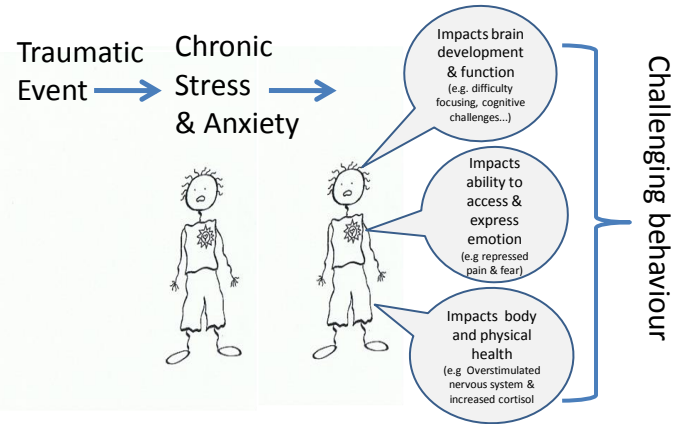 Traumatic
Event
Chronic
Stress
& Anxiety
Impacts brain
development
& function
(e.g. difficulty
focusing, cognitive
challenges...)
Impacts
ability to
access &
express
emotion
(e.g repressed
pain & fear)
Impacts body
and physical
health
(e.g Overstimulated
nervous system &
increased cortisol
Challenging behaviour